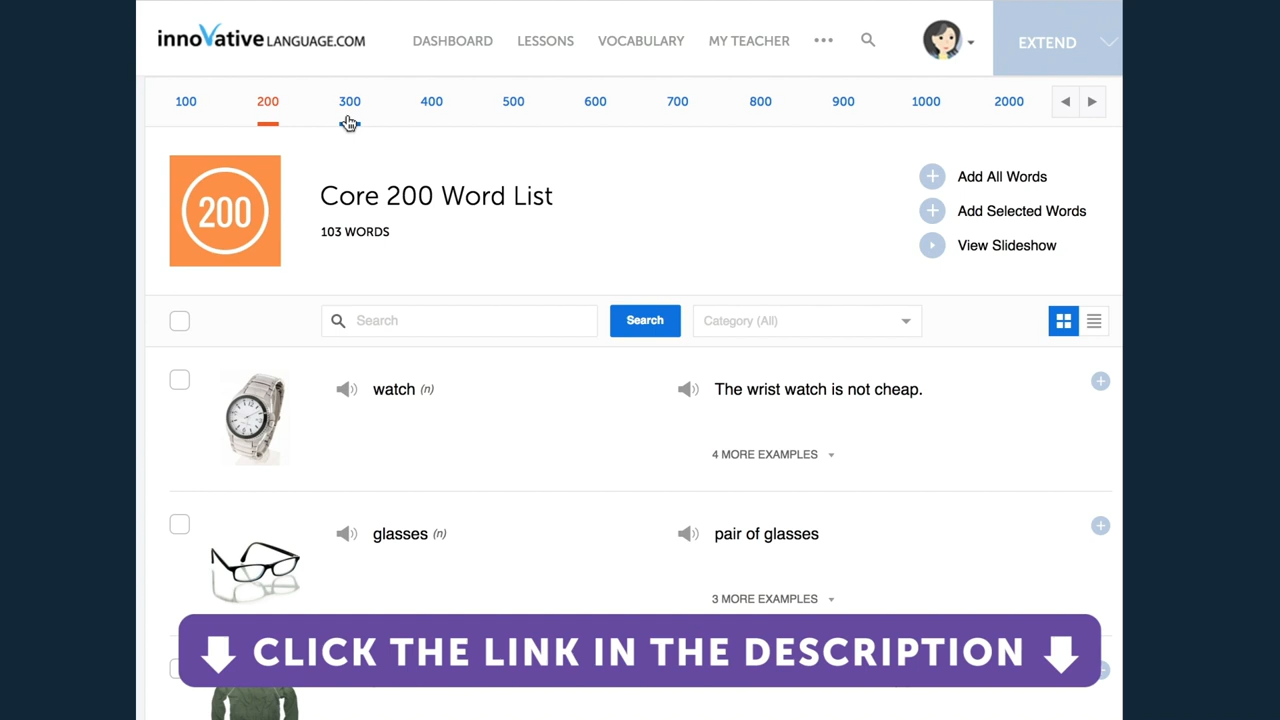 innoVative LANGUAGE.COM DASHBOARD LESSONS VOCABULARY MY TEACHER ••• EXTEND
100 200 300 400 500 600 700 800 900 1000 2000
200
Core 200 Word List
103 WORDS
Add All Words
Add Selected Words
View Slideshow
Search Search Category (All)
watch (n) The wrist watch is not cheap.
4 MORE EXAMPLES
glasses (n) pair of glasses
3 MORE EXAMPLES
CLICK THE LINK IN THE DESCRIPTION